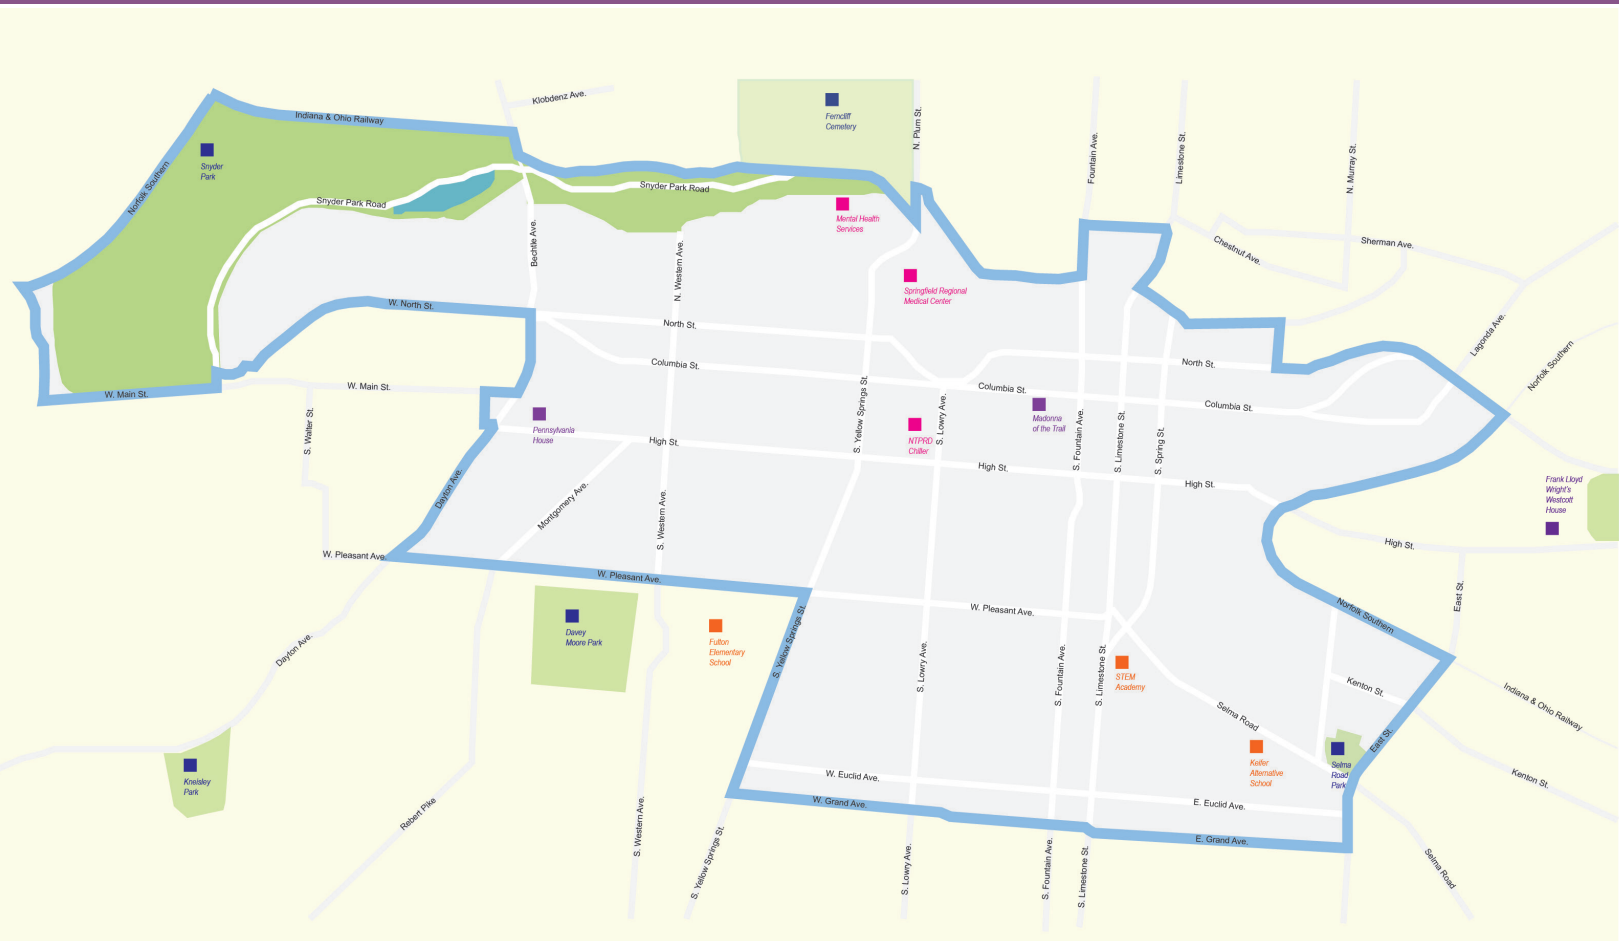 Klobdenz Ave.
Indiana & Ohio Railway
Ferncliff
Cemetery
N. Plum St.
Fountain Ave.
Limestone St.
N. Murray St.
Snyder
Park
Norfolk Southern
Snyder Park Road
Snyder Park Road
Mental Health
Services
Bechtle Ave.
N. Western Ave.
Chestnut Ave.
Sherman Ave.
Springfield Regional
Medical Center
W. North St.
North St.
Lagonda Ave.
Norfolk Southern
Columbia St.
North St.
W. Main St.
W. Main St.
Columbia St.
Columbia St.
S. Walter St.
Pennsylvania
House
S. Yellow Springs St.
S. Lowry Ave.
Madonna
of the Trail
S. Fountain Ave.
S. Limestone St.
S. Spring St.
NTPRD
Chiller
High St.
High St.
High St.
Frank Lloyd
Wright's
Westcott
House
Dayton Ave.
Montgomery Ave.
S. Western Ave.
High St.
W. Pleasant Ave.
W. Pleasant Ave.
W. Pleasant Ave.
East St.
Norfolk Southern
Davey
Moore Park
Fulton
Elementary
School
S. Yellow Springs St.
S. Lowry Ave.
S. Fountain Ave.
S. Limestone St.
STEM
Academy
Dayton Ave.
Kenton St.
Indiana & Ohio Railway
Selma Road
East St.
Keifer
Alternative
School
Selma
Road
Park
Kneisley
Park
W. Euclid Ave.
E. Euclid Ave.
Kenton St.
W. Grand Ave.
E. Grand Ave.
Rebert Pike
S. Western Ave.
S. Yellow Springs St.
S. Lowry Ave.
S. Fountain Ave.
S. Limestone St.
Selma Road